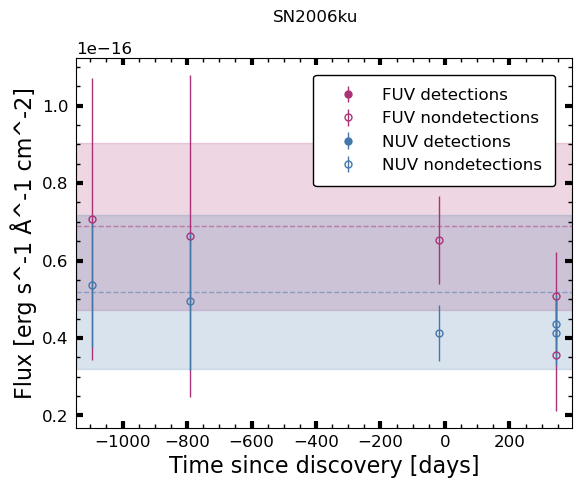 SN2006ku
1e−16
FUV detections
FUV nondetections
NUV detections
NUV nondetections
Flux [erg s^-1 Å^-1 cm^-2]
1.0
0.8
0.6
0.4
0.2
−1000 −800 −600 −400 −200 0 200
Time since discovery [days]